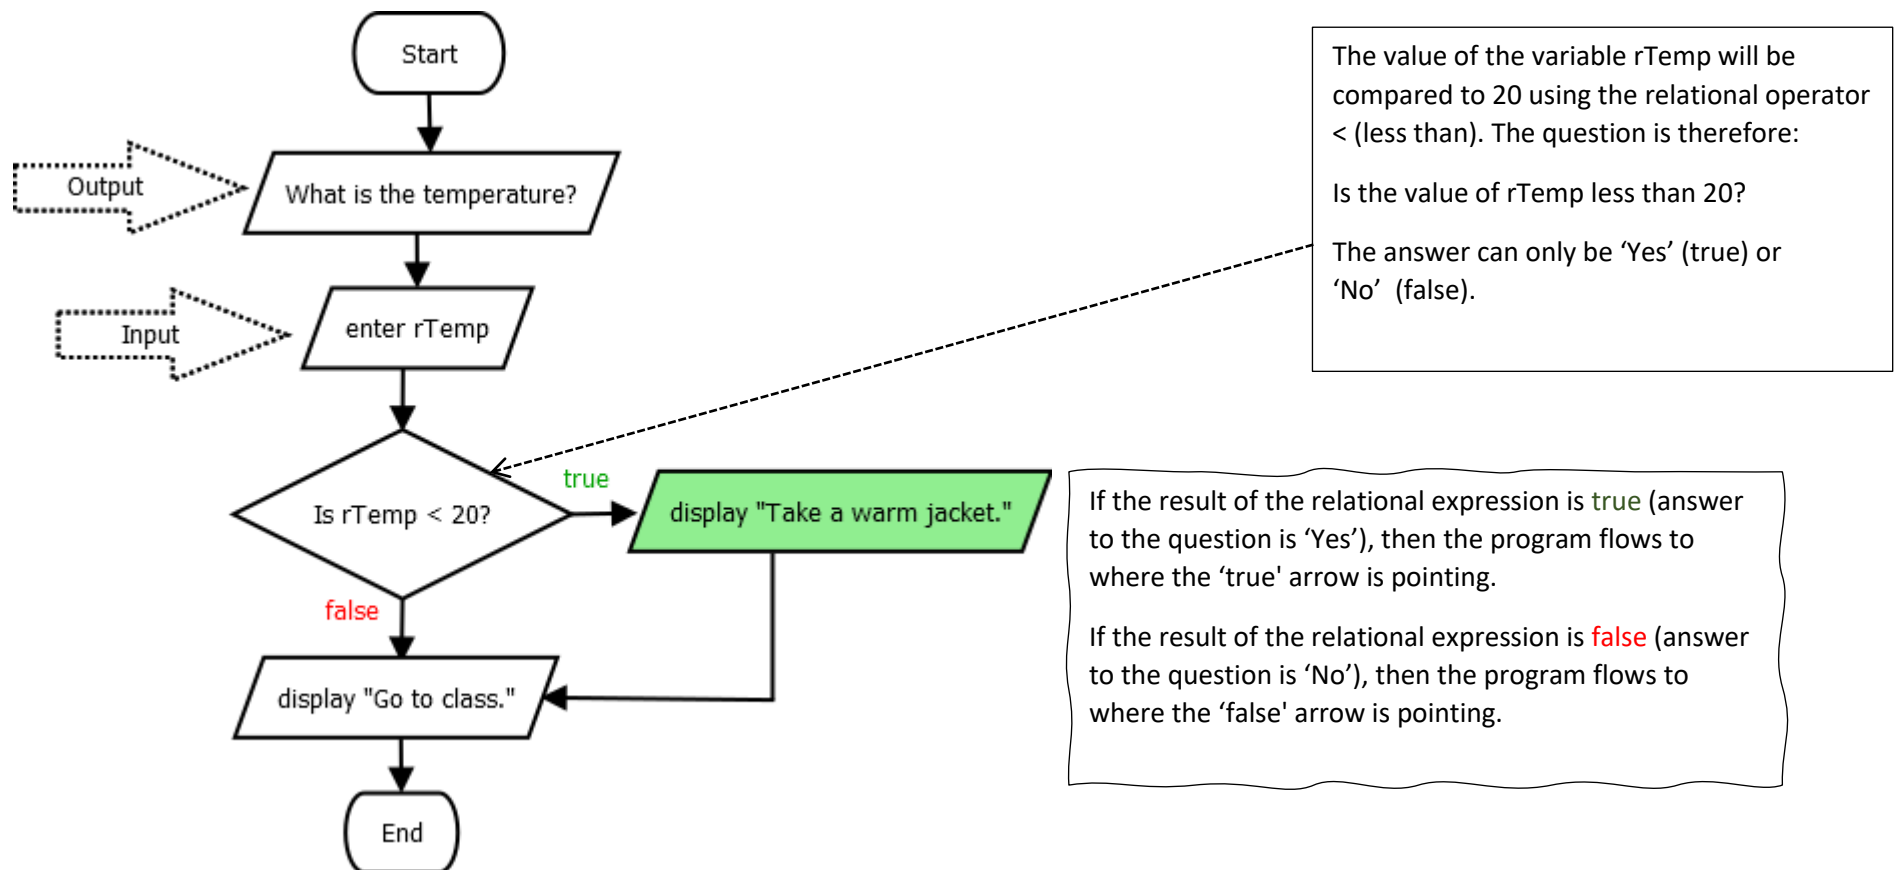 Start
Output
What is the temperature?
Input
enter rTemp
Is rTemp < 20?
true
display "Take a warm jacket."
false
display "Go to class."
End
The value of the variable rTemp will be
compared to 20 using the relational operator
< (less than). The question is therefore:
Is the value of rTemp less than 20?
The answer can only be ‘Yes’ (true) or
‘No’  (false).
If the result of the relational expression is true (answer
to the question is ‘Yes’), then the program flows to
where the ‘true' arrow is pointing.
If the result of the relational expression is false (answer
to the question is ‘No’), then the program flows to
where the ‘false' arrow is pointing.